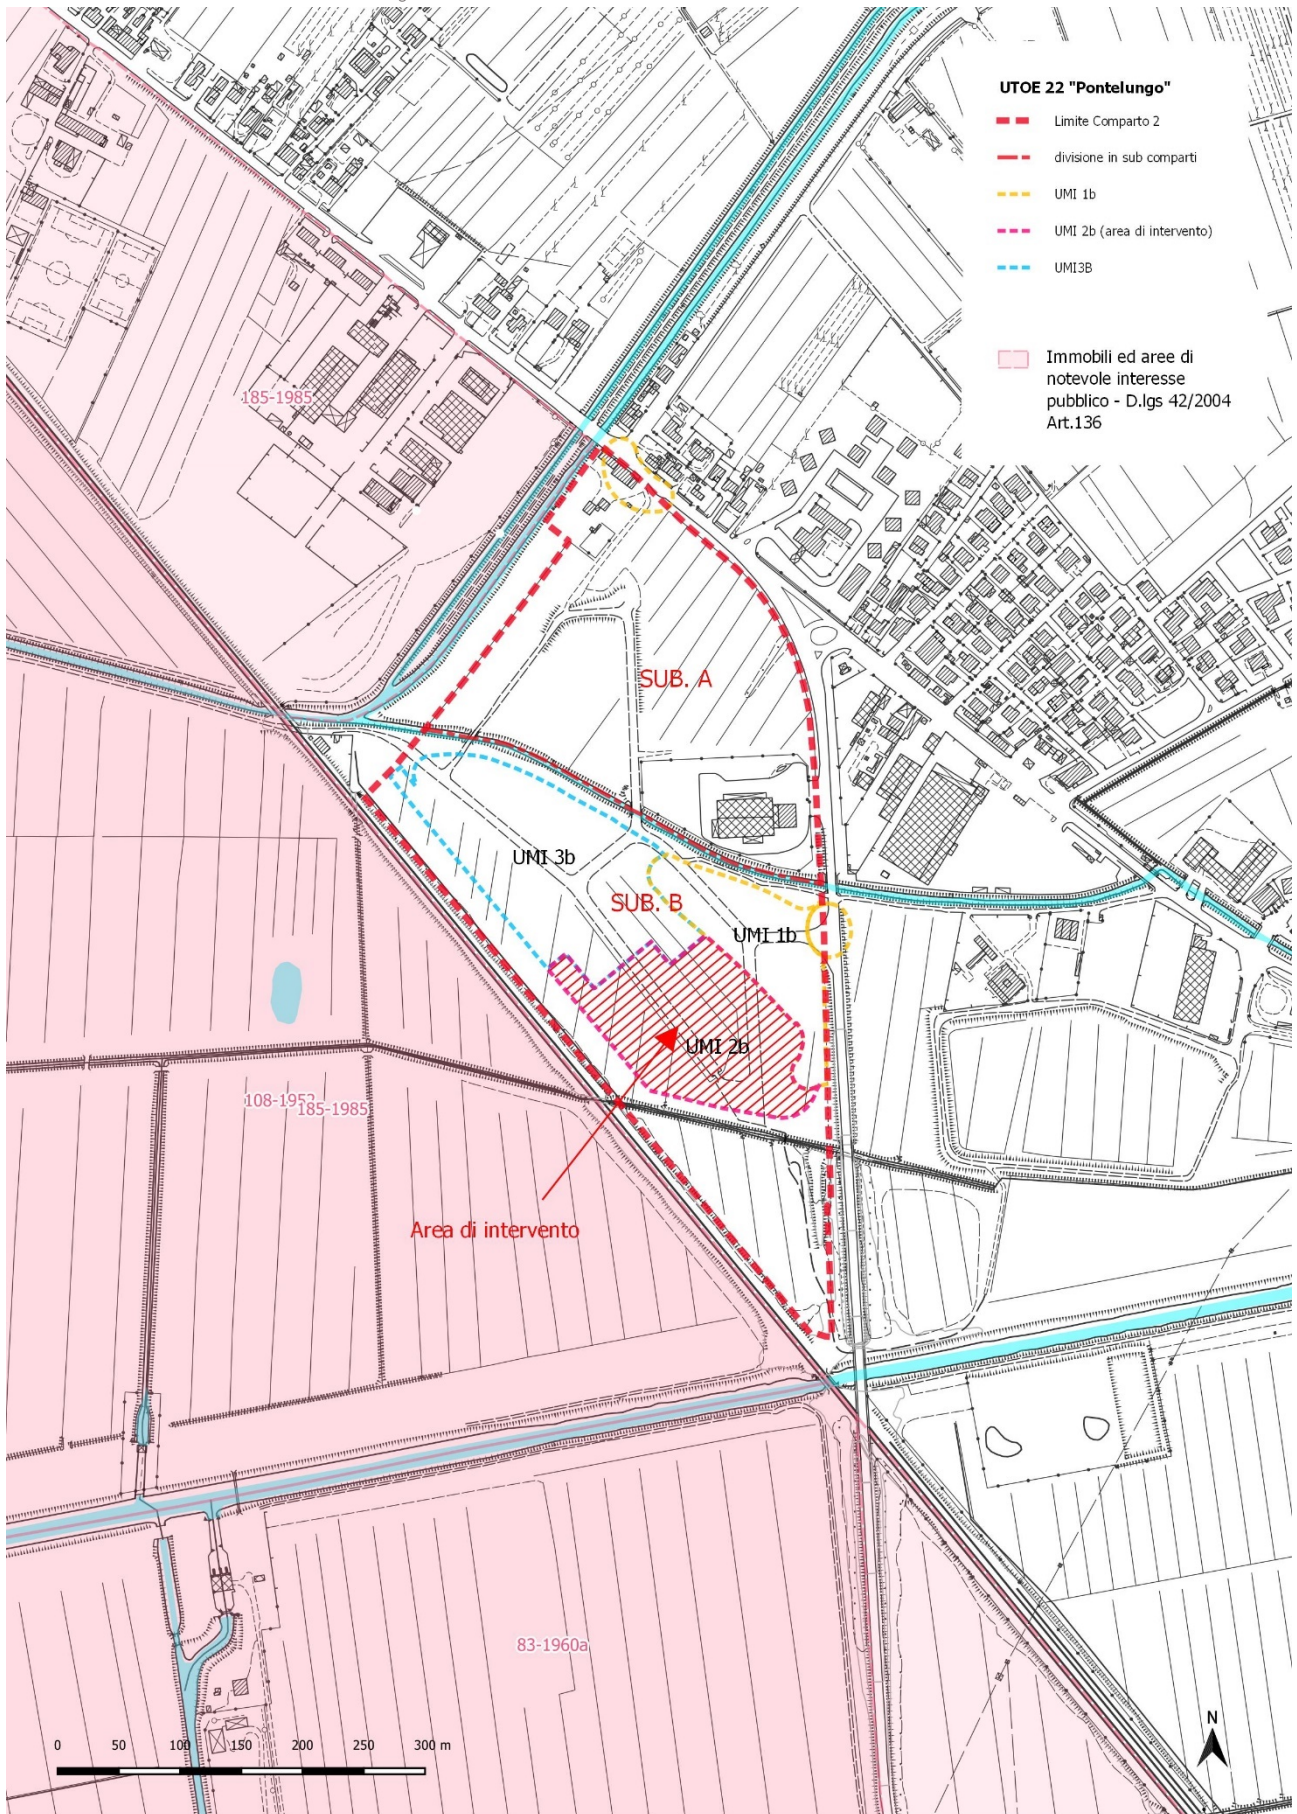 UTOE 22 "Pontelungo"
Limite Comparto 2
divisione in sub comparti
UMI 1b
UMI 2b (area di intervento)
UMI3B
Immobili ed aree di
notevole interesse
pubblico - D.lgs 42/2004
Art.136
185-1985
SUB. A
UMI 3b
SUB. B
UMI 1b
UMI 2b
108-1952
185-1985
Area di intervento
83-1960a
N
0 50 100 150 200 250 300 m